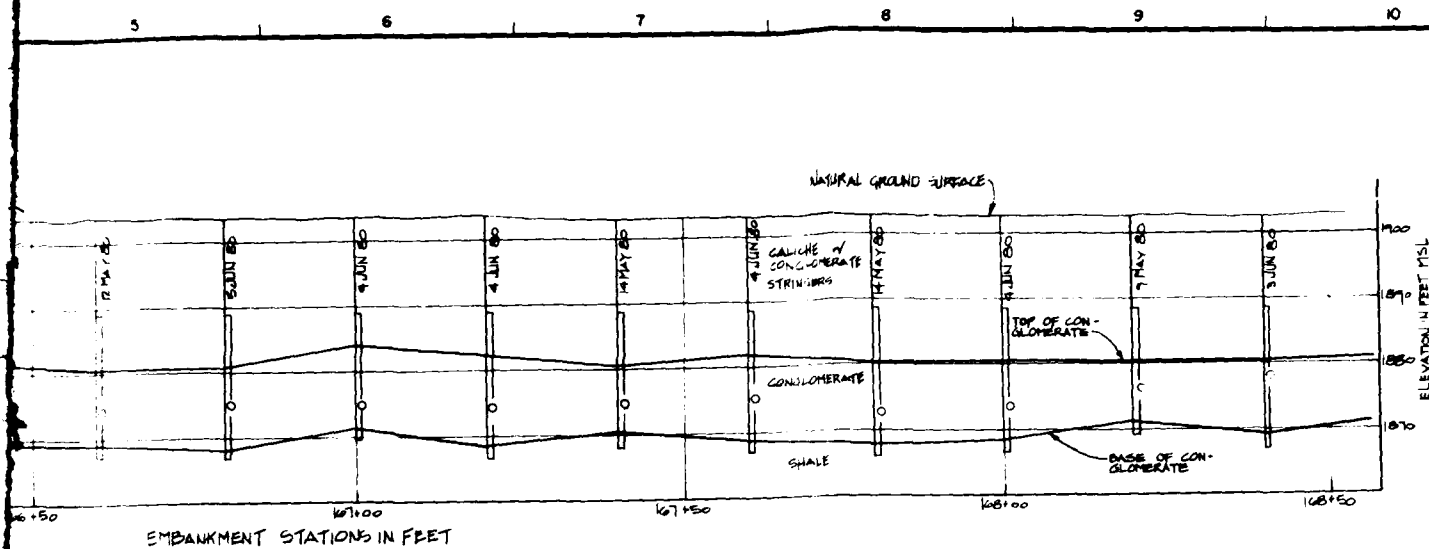 5 6 7 8 9 10
NATURAL GROUND SURFACE
12 MAY 80
5 JUN 80
4 JUN 80
4 JUN 80
14 MAY 80
4 JUN 80
14 MAY 80
4 JUN 80
9 MAY 80
3 JUN 80
CALICHE W/
CONGLOMERATE
STRINGERS
TOP OF CON-
GLOMERATE
CONGLOMERATE
SHALE
BASE OF CON-
GLOMERATE
1900
1890
1880
1870
ELEVATION IN FEET MSL
+50 167+00 167+50 168+00 168+50
EMBANKMENT STATIONS IN FEET